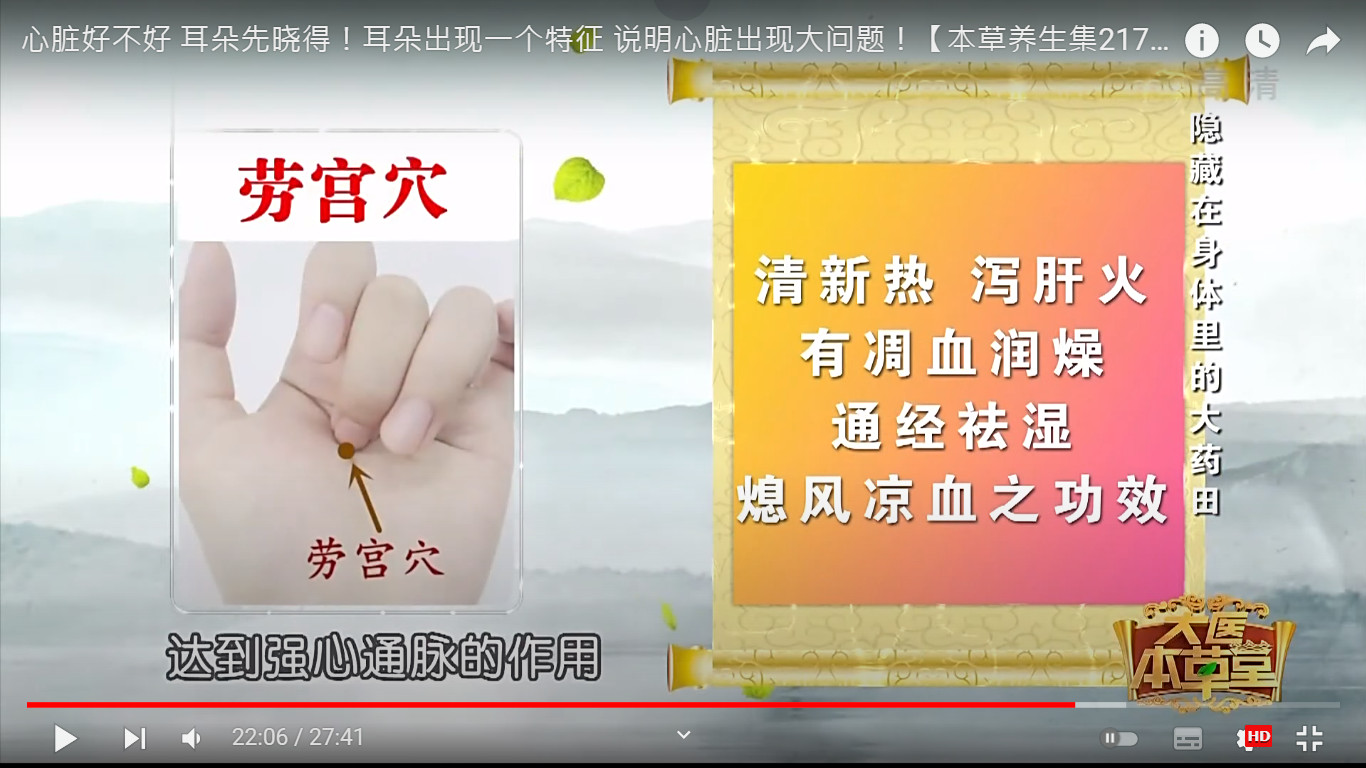 心脏好不好 耳朵先晓得！耳朵出现一个特征 说明心脏出现大问题！【本草养生集217...
高清
劳宫穴
劳宫穴
清新热 泻肝火
有凋血润燥
通经祛湿
熄风凉血之功效
隐藏在身体里的大药田
达到强心通脉的作用
大医
本草堂
22:06 / 27:41
HD